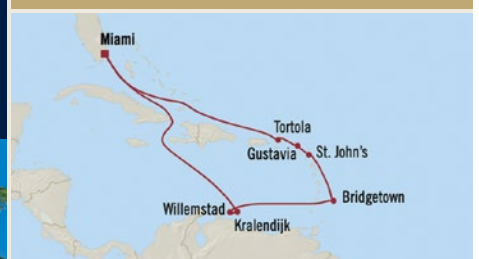 Miami
Tortola
Gustavia
St. John's
Bridgetown
Willemstad
Kralendijk